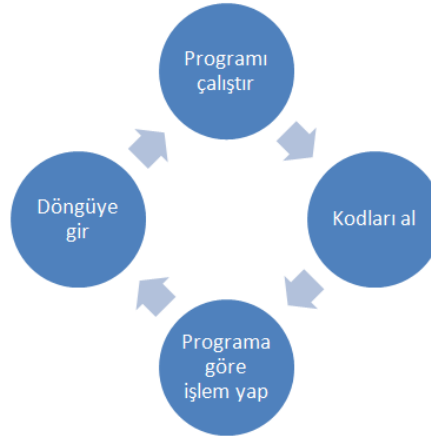 Programı
çalıştır
Kodları al
Programa
göre
işlem yap
Döngüye
gir